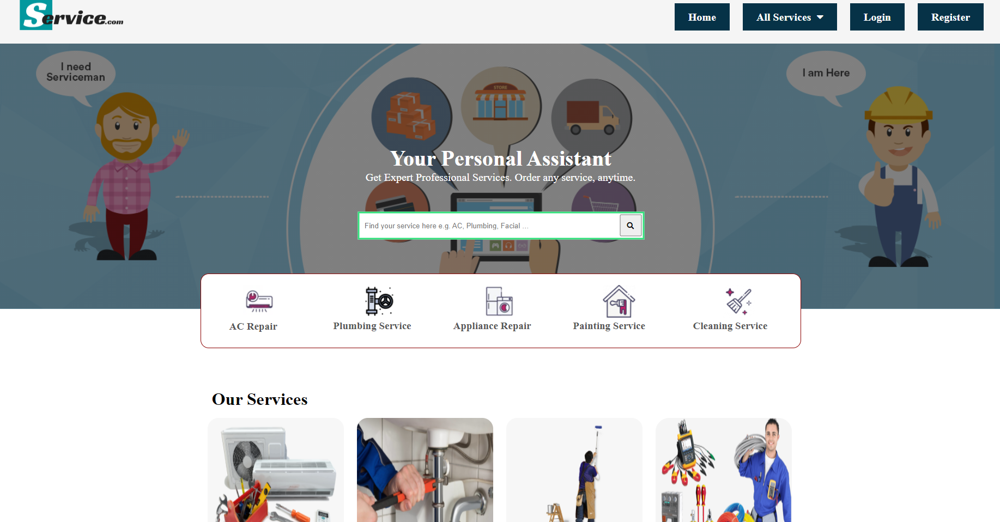 Service.com
Home
All Services
Login
Register
I need
Serviceman
I am Here
STORE
Your Personal Assistant
Get Expert Professional Services. Order any service, anytime.
Find your service here e.g. AC, Plumbing, Facial ...
AC Repair
Plumbing Service
Appliance Repair
Painting Service
Cleaning Service
Our Services